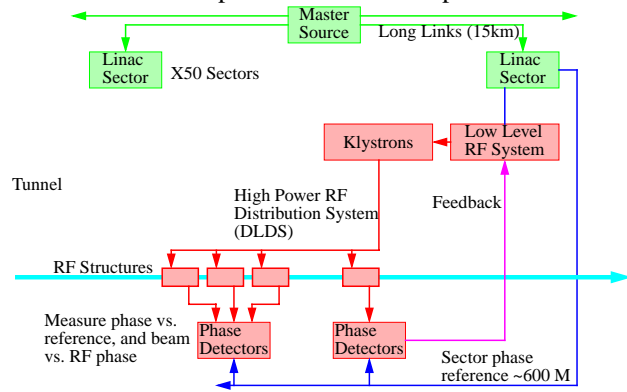 Master
Source
Long Links (15km)
Linac
Sector
X50 Sectors
Linac
Sector
Klystrons
Low Level
RF System
Tunnel
High Power RF
Distribution System
(DLDS)
Feedback
RF Structures
Measure phase vs.
reference, and beam
vs. RF phase
Phase
Detectors
Phase
Detectors
Sector phase
reference ~600 M